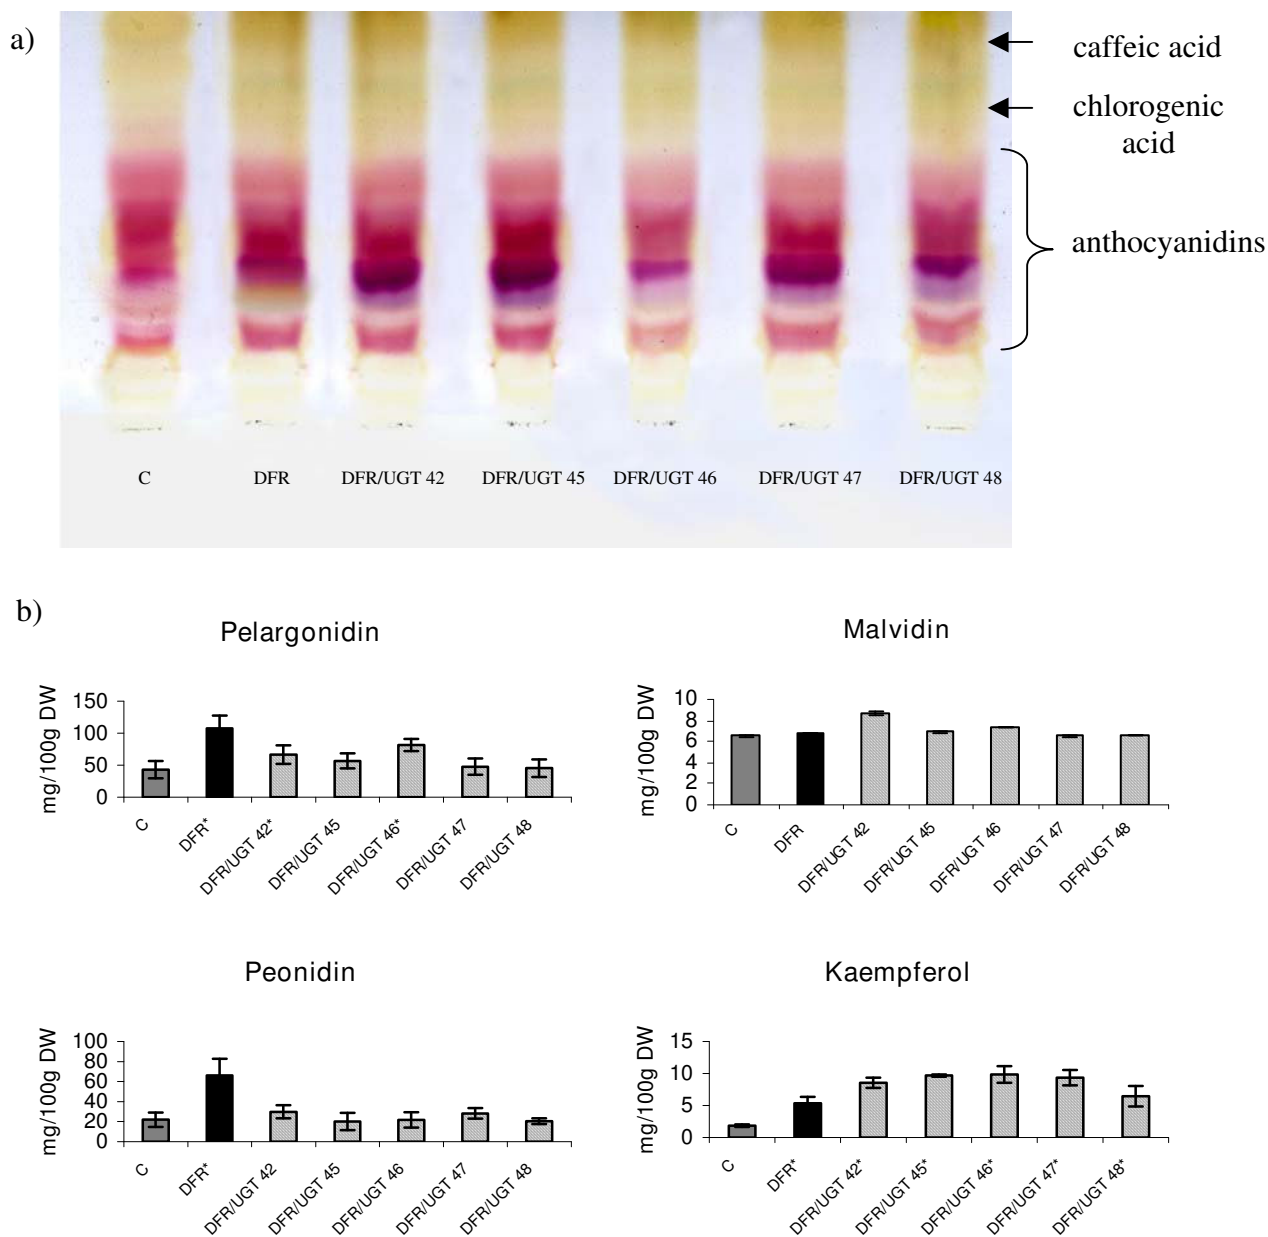 a)
caffeic acid
chlorogenic
acid
anthocyanidins
C DFR DFR/UGT 42 DFR/UGT 45 DFR/UGT 46 DFR/UGT 47 DFR/UGT 48
b)
Pelargonidin
mg/100g DW
150
100
50
0
C DFR* DFR/UGT 42* DFR/UGT 45 DFR/UGT 46* DFR/UGT 47 DFR/UGT 48
Malvidin
mg/100g DW
10
8
6
4
2
0
C DFR DFR/UGT 42 DFR/UGT 45 DFR/UGT 46 DFR/UGT 47 DFR/UGT 48
Peonidin
mg/100g DW
100
80
60
40
20
0
C DFR* DFR/UGT 42 DFR/UGT 45 DFR/UGT 46 DFR/UGT 47 DFR/UGT 48
Kaempferol
mg/100g DW
15
10
5
0
C DFR* DFR/UGT 42* DFR/UGT 45* DFR/UGT 46* DFR/UGT 47* DFR/UGT 48*